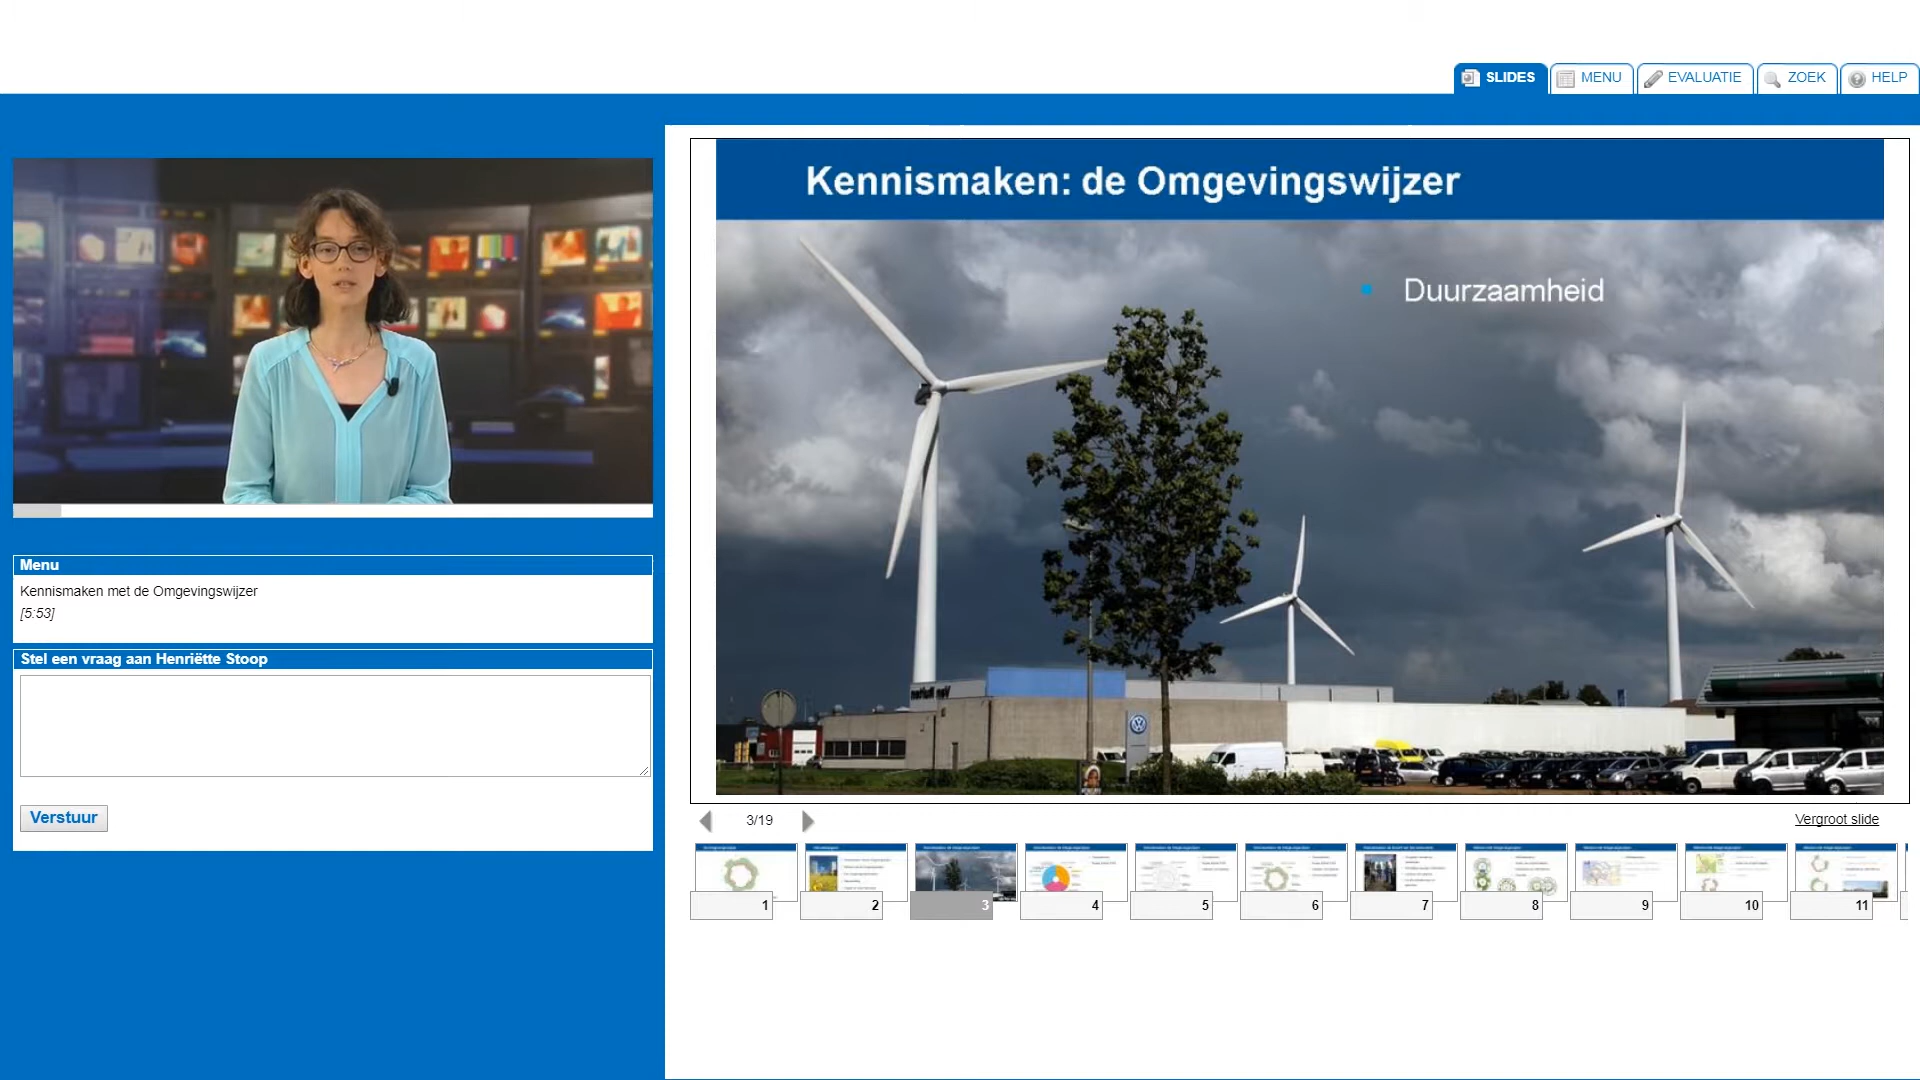 SLIDES
MENU
EVALUATIE
ZOEK
HELP
Kennismaken: de Omgevingswijzer
Duurzaamheid
Menu
Kennismaken met de Omgevingswijzer
[5:53]
Stel een vraag aan Henriëtte Stoop
Verstuur
3/19
Vergroot slide
1
2
3
4
5
6
7
8
9
10
11